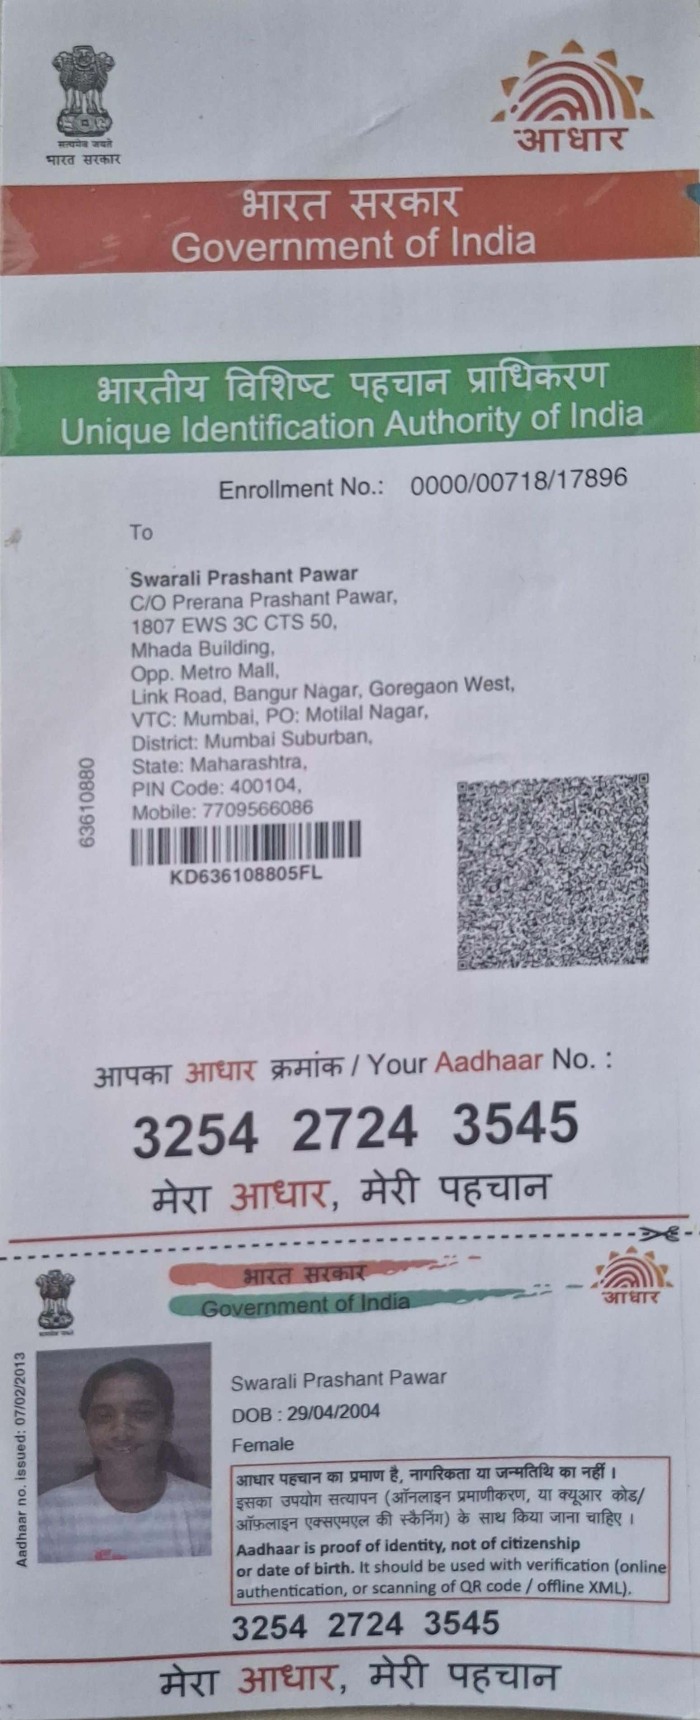 सत्यमेव जयते
भारत सरकार
आधार
भारत सरकार
Government of India
भारतीय विशिष्ट पहचान प्राधिकरण
Unique Identification Authority of India
Enrollment No.: 0000/00718/17896
To
Swarali Prashant Pawar
C/O Prerana Prashant Pawar,
1807 EWS 3C CTS 50,
Mhada Building,
Opp. Metro Mall,
Link Road, Bangur Nagar, Goregaon West,
VTC: Mumbai, PO: Motilal Nagar,
District: Mumbai Suburban,
State: Maharashtra,
PIN Code: 400104,
Mobile: 7709566086
63610880
KD636108805FL
आपका आधार क्रमांक / Your Aadhaar No. :
3254 2724 3545
मेरा आधार, मेरी पहचान
भारत सरकार
Government of India
आधार
Aadhaar no. issued: 07/02/2013
Swarali Prashant Pawar
DOB : 29/04/2004
Female
आधार पहचान का प्रमाण है, नागरिकता या जन्मतिथि का नहीं ।
इसका उपयोग सत्यापन (ऑनलाइन प्रमाणीकरण, या क्यूआर कोड/
ऑफ़लाइन एक्सएमएल की स्कैनिंग) के साथ किया जाना चाहिए ।
Aadhaar is proof of identity, not of citizenship
or date of birth. It should be used with verification (online
authentication, or scanning of QR code / offline XML).
3254 2724 3545
मेरा आधार, मेरी पहचान